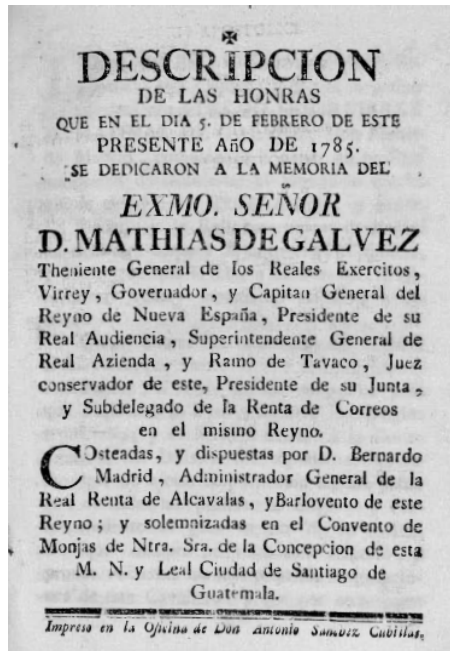 ✠
DESCRIPCION
DE LAS HONRAS
QUE EN EL DIA 5. DE FEBRERO DE ESTE
PRESENTE AñO DE 1785.
SE DEDICARON A LA MEMORIA DEL
EXMO. SEÑOR
D. MATHIAS DE GALVEZ
Theniente General de los Reales Exercitos,
Virrey, Governador, y Capitan General del
Reyno de Nueva España, Presidente de su
Real Audiencia, Superintendente General de
Real Azienda, y Ramo de Tavaco, Juez
conservador de este, Presidente de su Junta,
y Subdelegado de la Renta de Correos
en el mismo Reyno.
COsteadas, y dispuestas por D. Bernardo
Madrid, Administrador General de la
Real Renta de Alcavalas, yBarlovento de este
Reyno; y solemnizadas en el Convento de
Monjas de Ntra. Sra. de la Concepcion de esta
M. N. y Leal Ciudad de Santiago de
Guatemala.
Impreso en la Oficina de Don Antonio Sanchez Cubillas.